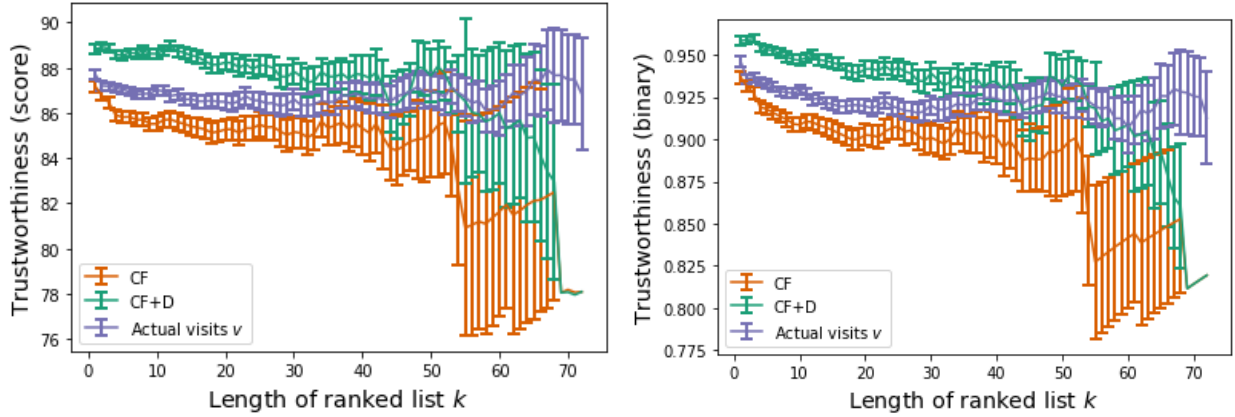 Trustworthiness (score)
90
88
86
84
82
80
78
76
CF
CF+D
Actual visits v
0 10 20 30 40 50 60 70
Length of ranked list k
Trustworthiness (binary)
0.950
0.925
0.900
0.875
0.850
0.825
0.800
0.775
CF
CF+D
Actual visits v
0 10 20 30 40 50 60 70
Length of ranked list k